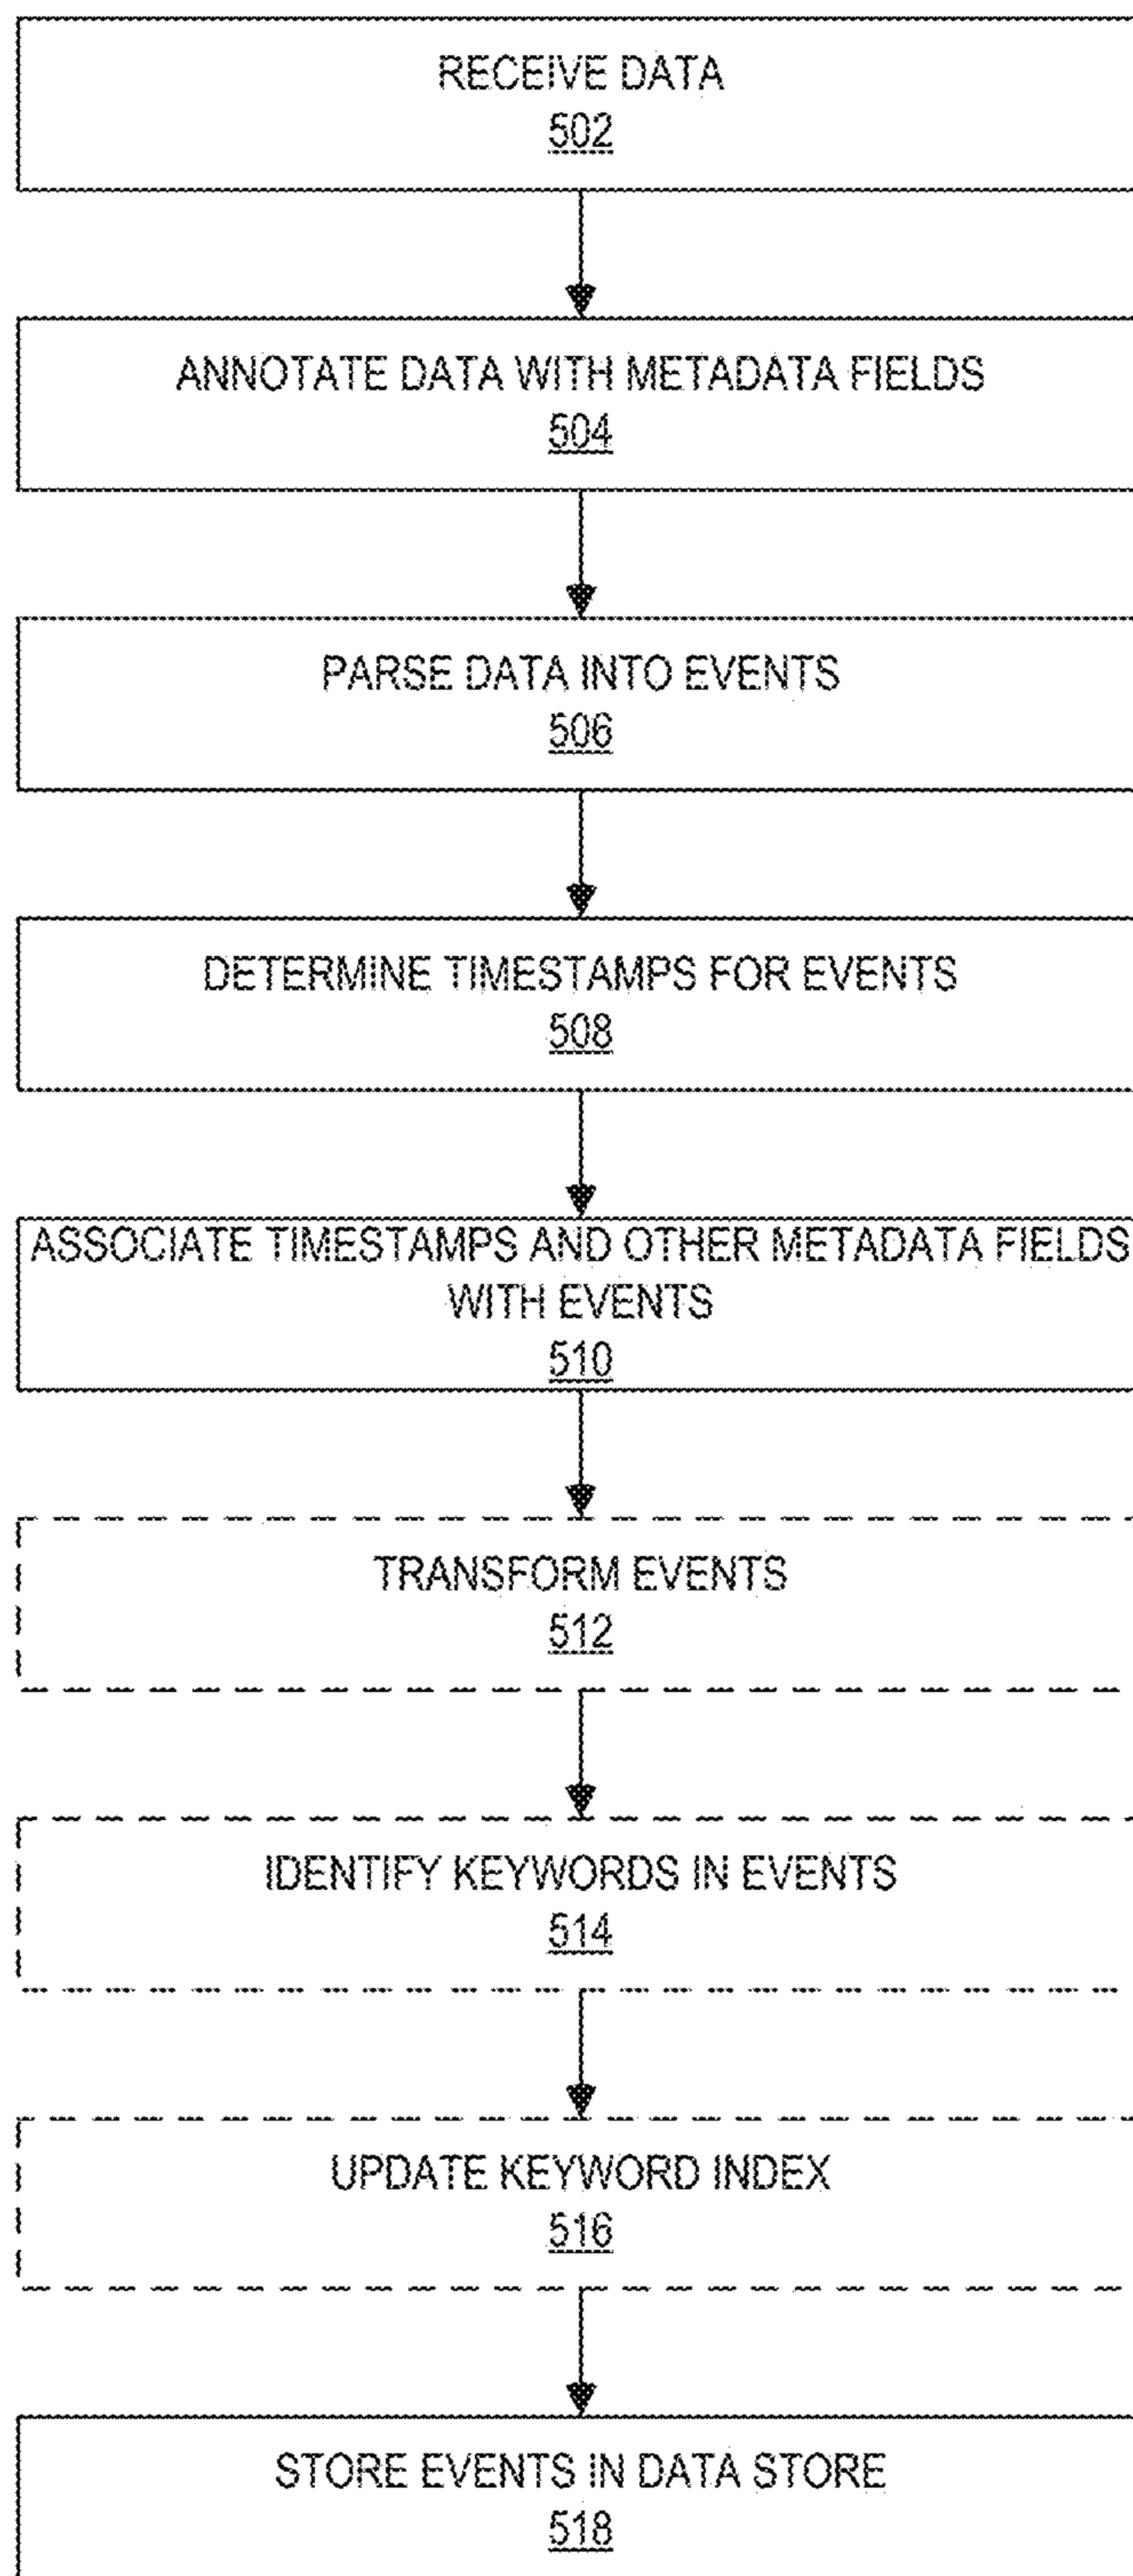 RECEIVE DATA
502
ANNOTATE DATA WITH METADATA FIELDS
504
PARSE DATA INTO EVENTS
506
DETERMINE TIMESTAMPS FOR EVENTS
508
ASSOCIATE TIMESTAMPS AND OTHER METADATA FIELDS
WITH EVENTS
510
TRANSFORM EVENTS
512
IDENTIFY KEYWORDS IN EVENTS
514
UPDATE KEYWORD INDEX
516
STORE EVENTS IN DATA STORE
518